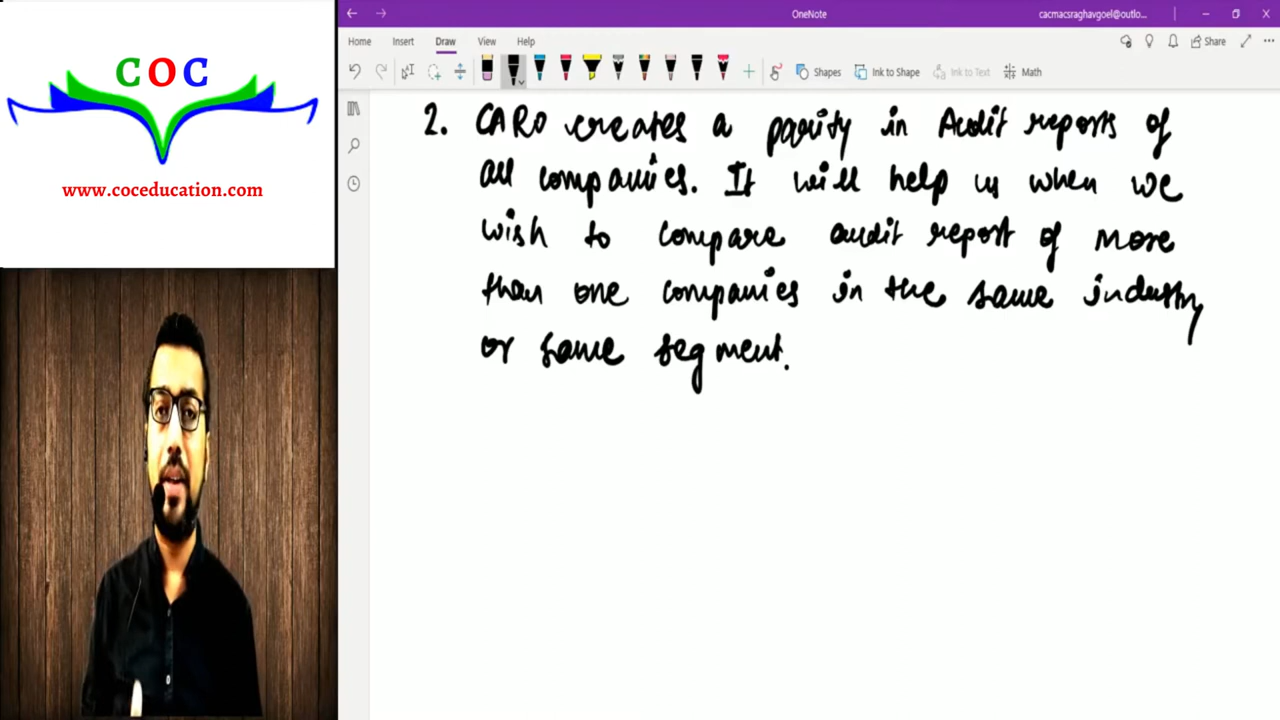 COC
www.coceducation.com
OneNote
cacmacsraghavgoel@outlo...
Home Insert Draw View Help
Share
Shapes Ink to Shape Ink to Text Math
2. CARO creates a parity in Audit reports of
all companies. It will help us when we
wish to compare audit report of more
than one companies in the same industry
or same segment.